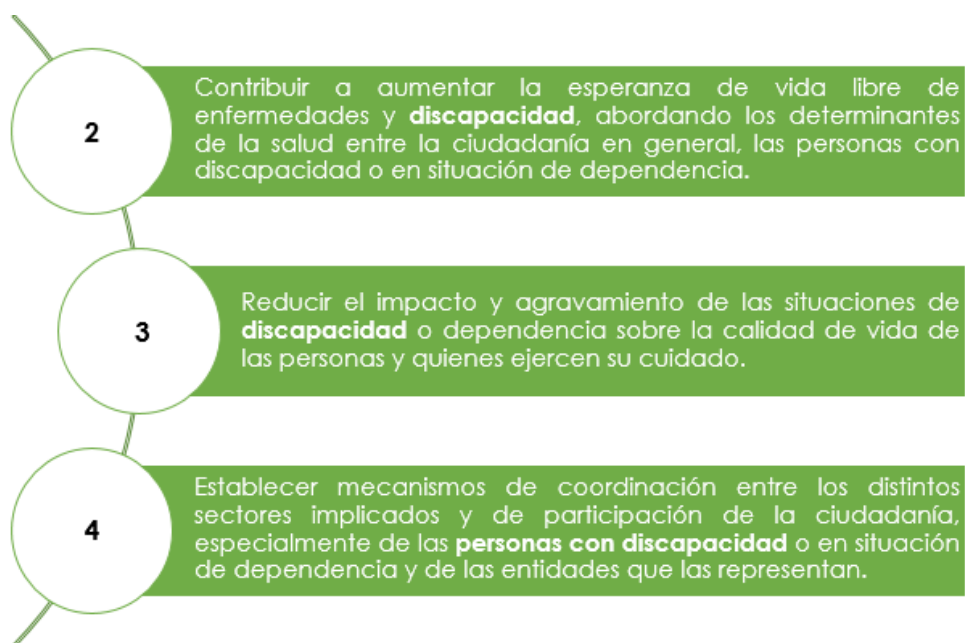 2
Contribuir a aumentar la esperanza de vida libre de
enfermedades y discapacidad, abordando los determinantes
de la salud entre la ciudadanía en general, las personas con
discapacidad o en situación de dependencia.
3
Reducir el impacto y agravamiento de las situaciones de
discapacidad o dependencia sobre la calidad de vida de
las personas y quienes ejercen su cuidado.
4
Establecer mecanismos de coordinación entre los distintos
sectores implicados y de participación de la ciudadanía,
especialmente de las personas con discapacidad o en situación
de dependencia y de las entidades que las representan.